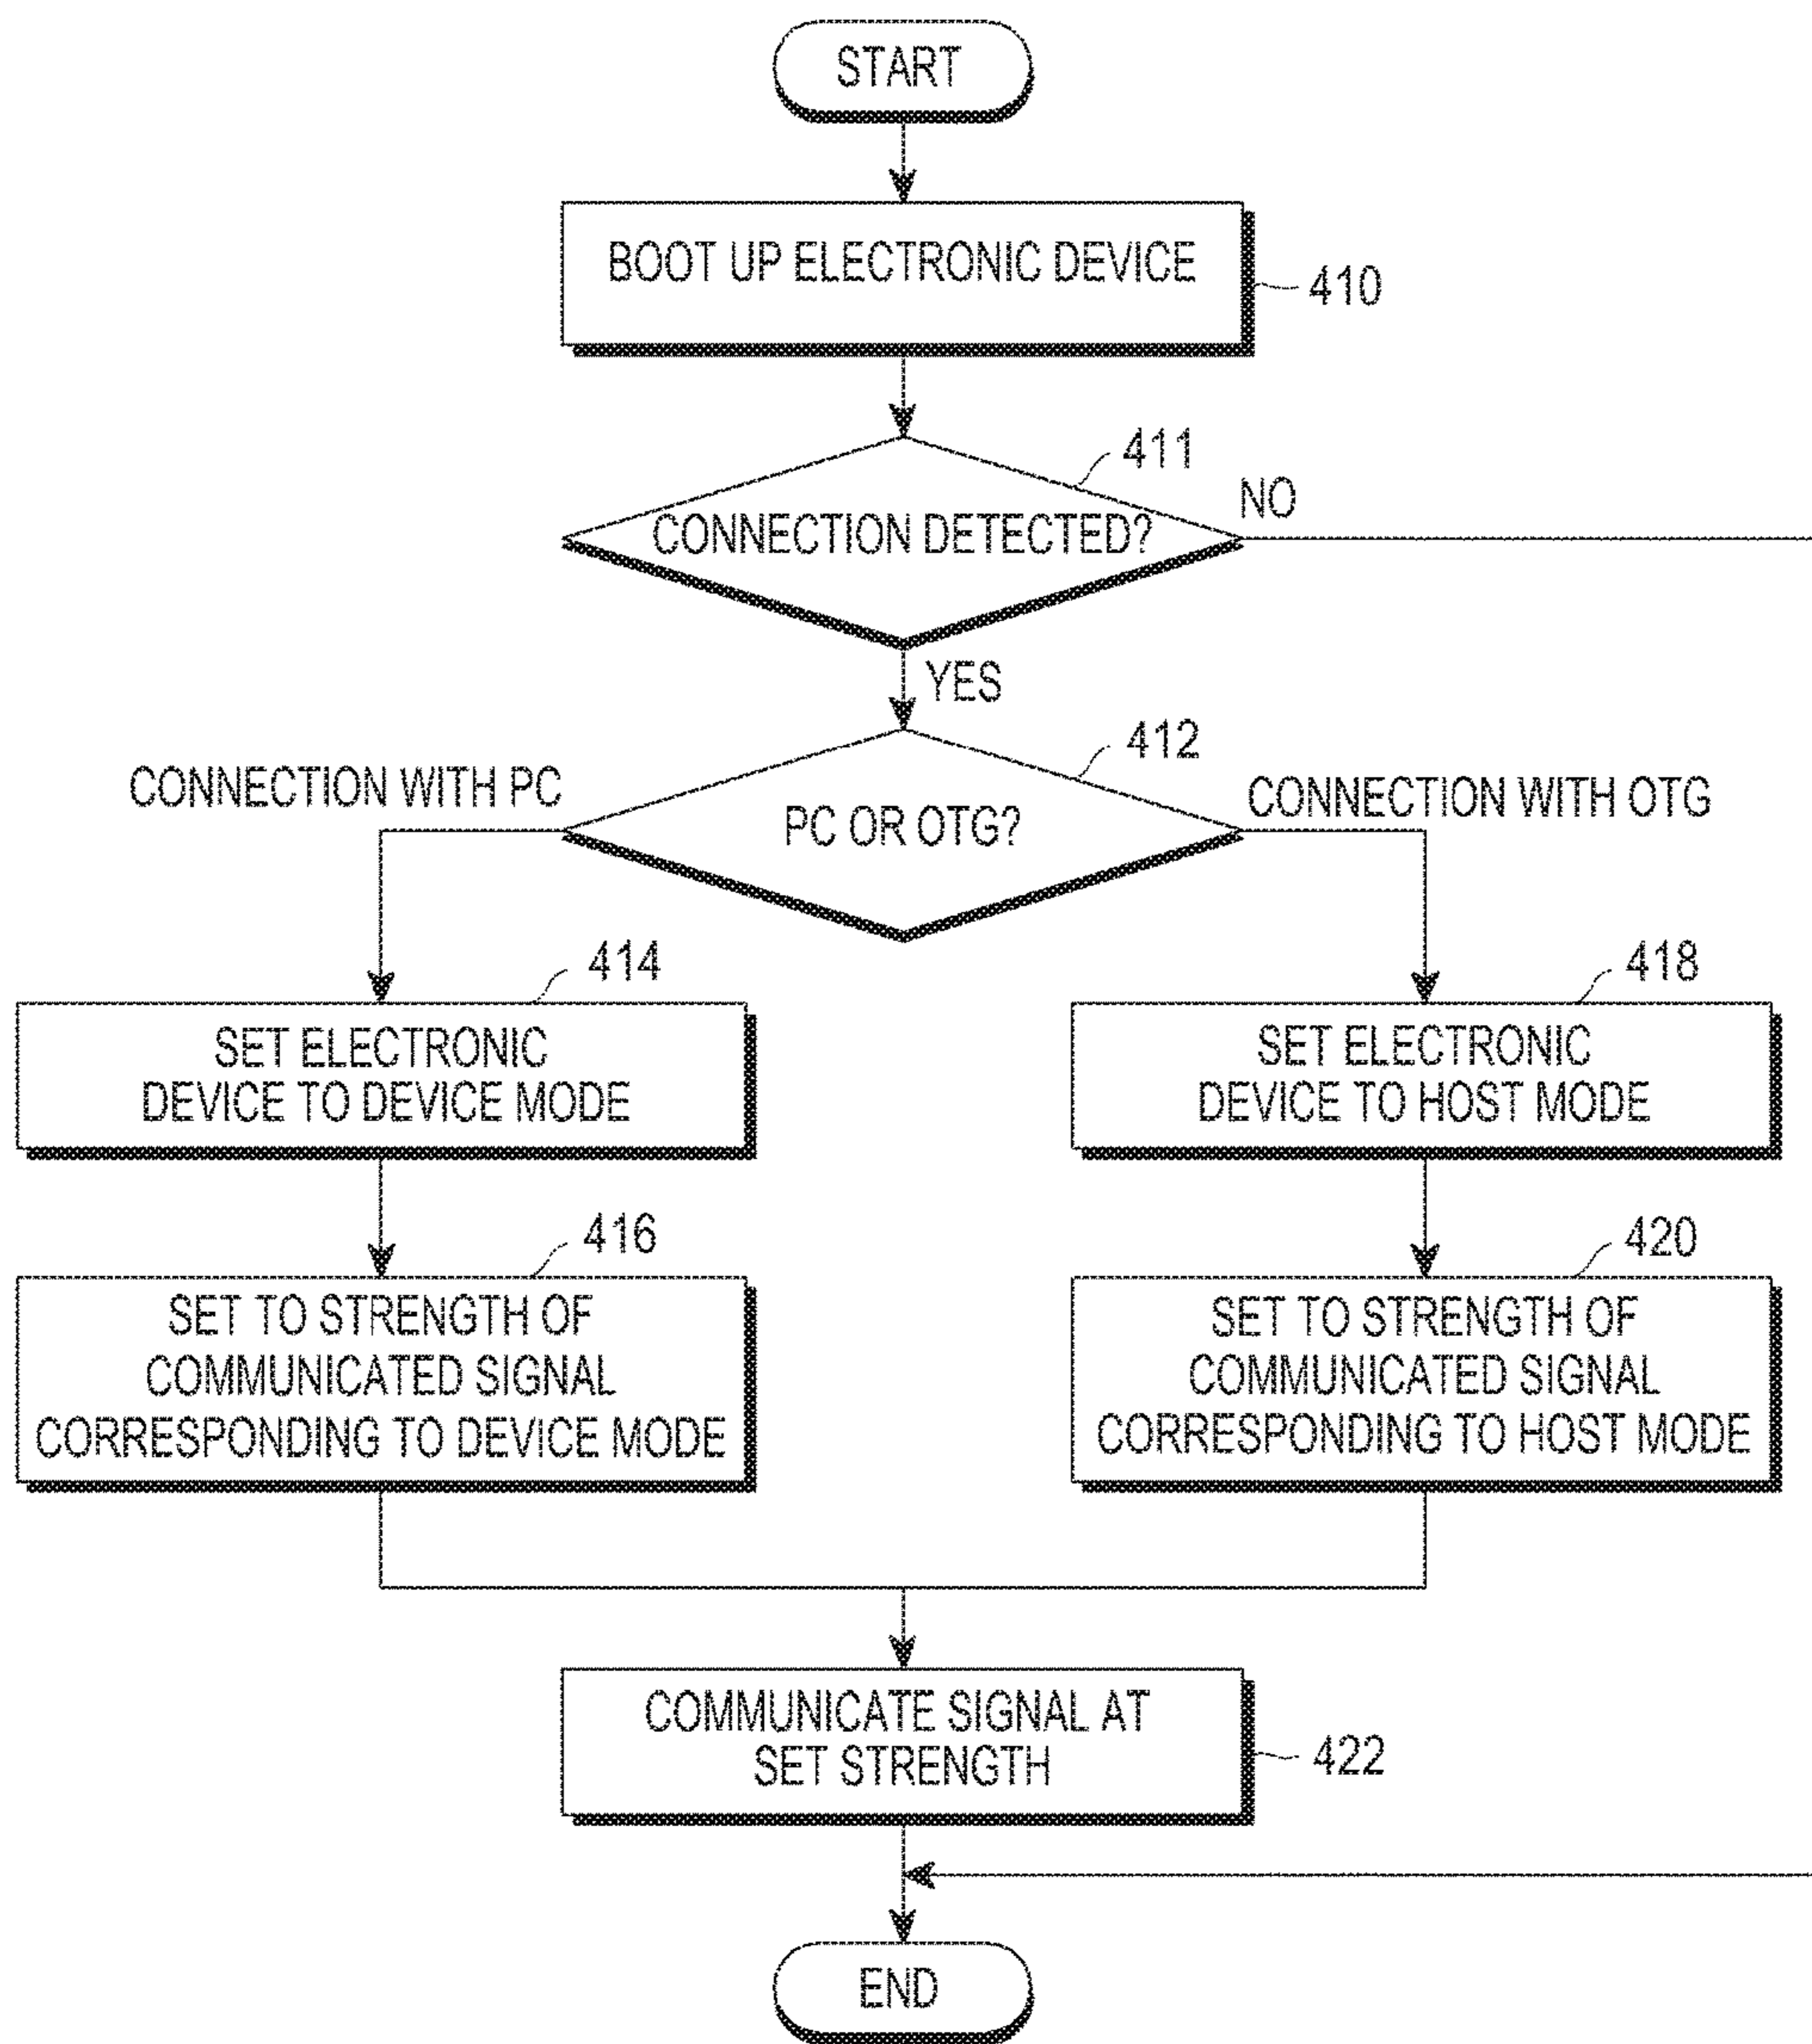 START
BOOT UP ELECTRONIC DEVICE
410
411
CONNECTION DETECTED?
NO
YES
412
CONNECTION WITH PC
PC OR OTG?
CONNECTION WITH OTG
414
SET ELECTRONIC
DEVICE TO DEVICE MODE
418
SET ELECTRONIC
DEVICE TO HOST MODE
416
SET TO STRENGTH OF
COMMUNICATED SIGNAL
CORRESPONDING TO DEVICE MODE
420
SET TO STRENGTH OF
COMMUNICATED SIGNAL
CORRESPONDING TO HOST MODE
COMMUNICATE SIGNAL AT
SET STRENGTH
422
END